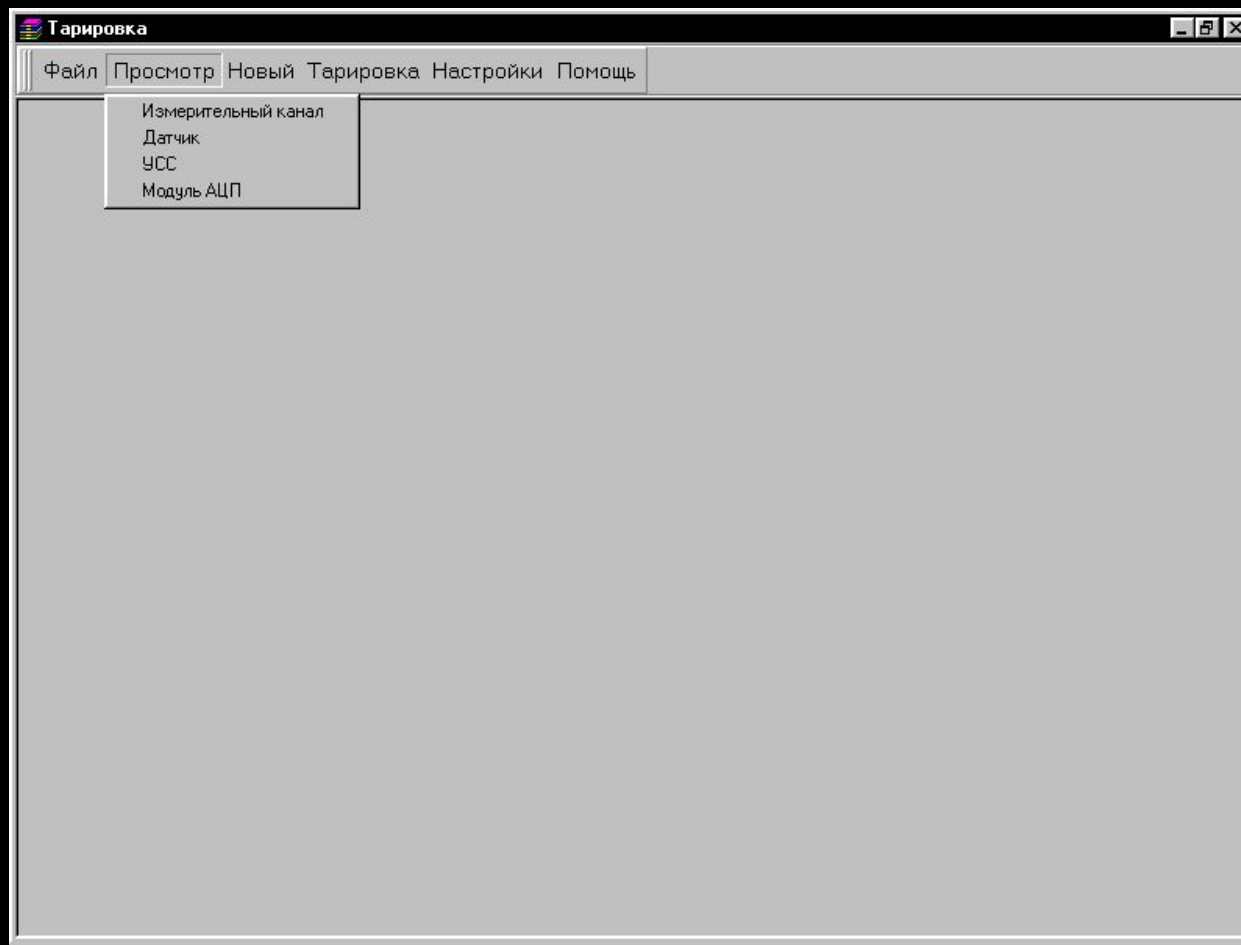 Тарировка
Файл Просмотр Новый Тарировка Настройки Помощь
Измерительный канал
Датчик
УСС
Модуль АЦП